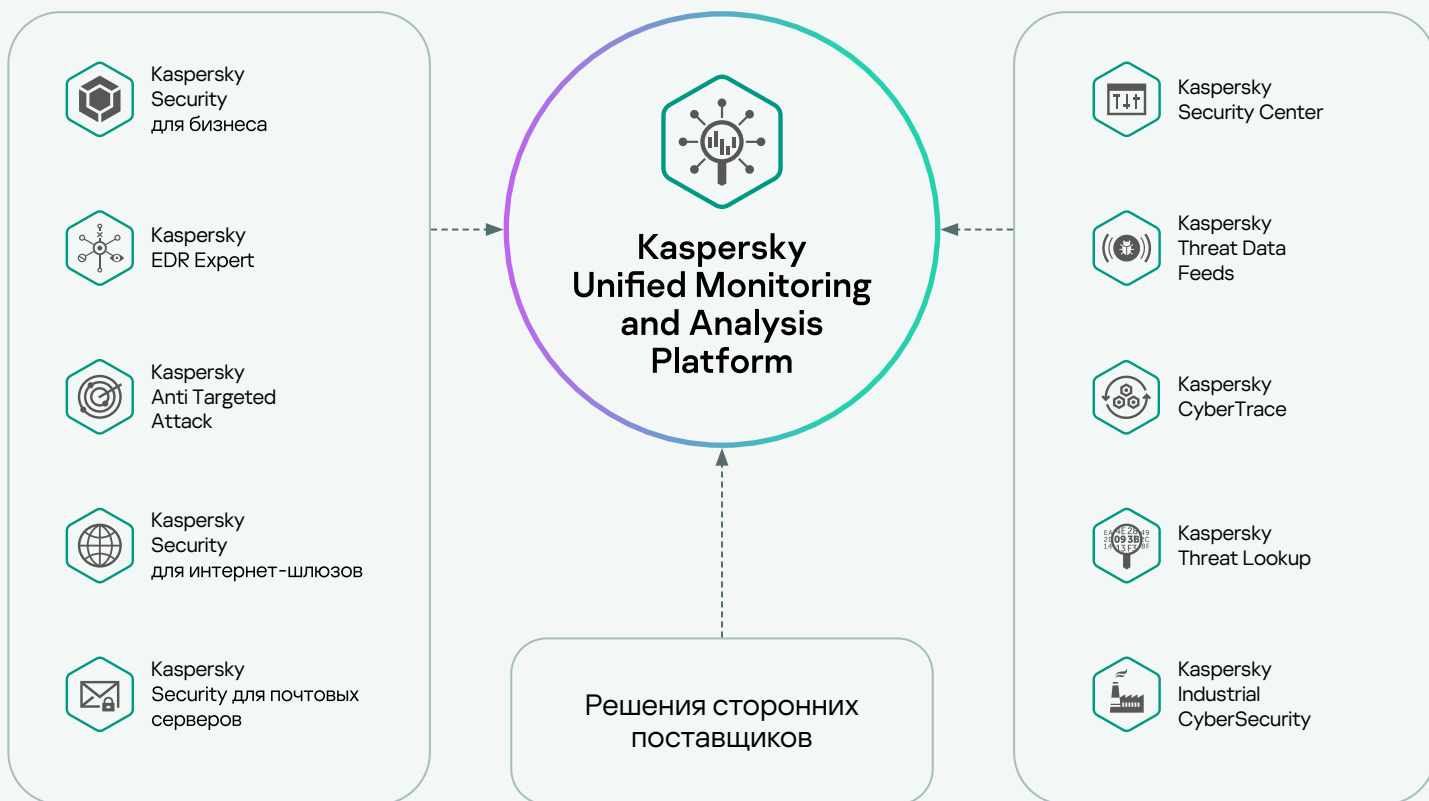 Kaspersky
Security
для бизнеса
Kaspersky
EDR Expert
Kaspersky
Anti Targeted
Attack
Kaspersky
Security
для интернет-шлюзов
Kaspersky
Security для почтовых
серверов
Kaspersky
Unified Monitoring
and Analysis
Platform
Решения сторонних
поставщиков
Kaspersky
Security Center
Kaspersky
Threat Data
Feeds
Kaspersky
CyberTrace
093B
Kaspersky
Threat Lookup
Kaspersky
Industrial
CyberSecurity